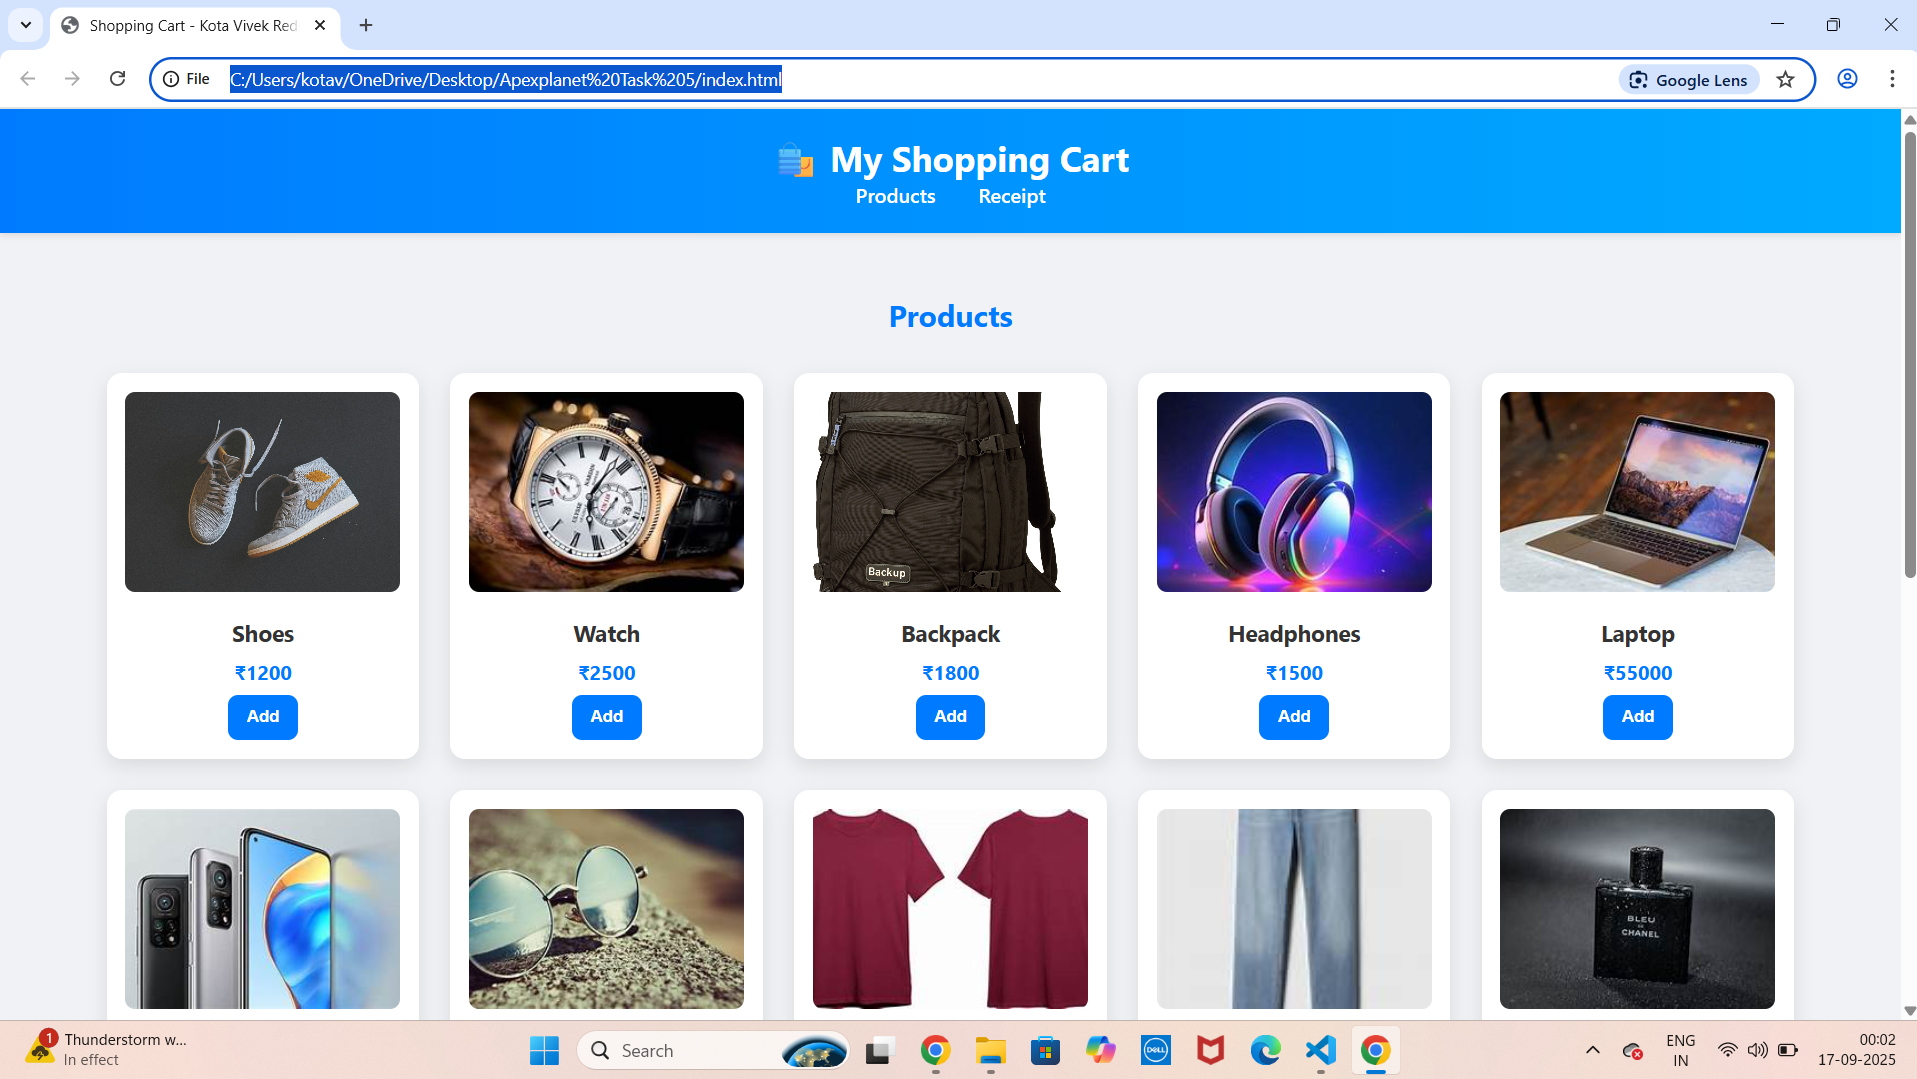 Shopping Cart - Kota Vivek Red
File
C:/Users/kotav/OneDrive/Desktop/Apexplanet%20Task%205/index.html
Google Lens
My Shopping Cart
Products Receipt
Products
Backup
Shoes Watch Backpack Headphones Laptop
₹1200 ₹2500 ₹1800 ₹1500 ₹55000
Add Add Add Add Add
BLEU
DE
CHANEL
1
Thunderstorm w...
In effect
Search
DELL
ENG
IN
00:02
17-09-2025